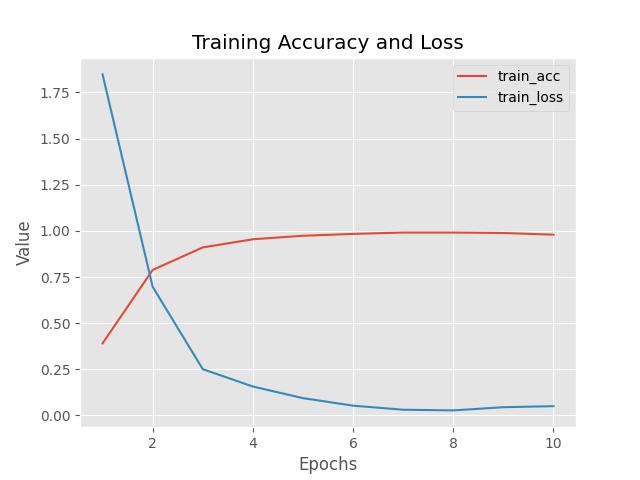 Training Accuracy and Loss
train_acc
train_loss
1.75
1.50
1.25
1.00
0.75
0.50
0.25
0.00
Value
2 4 6 8 10
Epochs